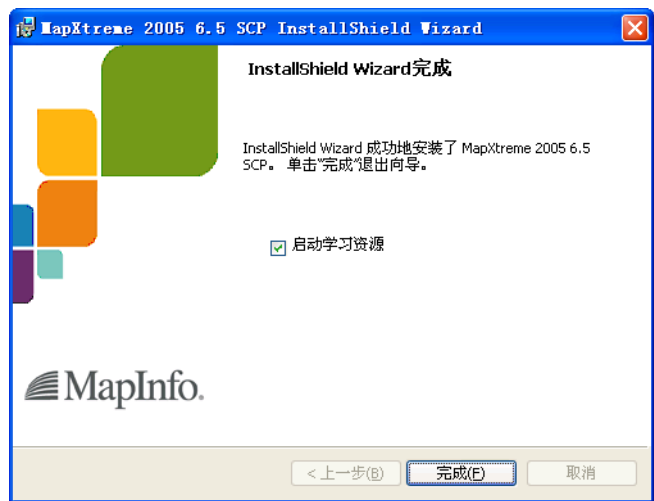 MapXtreme 2005 6.5 SCP InstallShield Wizard
InstallShield Wizard完成
InstallShield Wizard 成功地安装了 MapXtreme 2005 6.5
SCP。 单击“完成”退出向导。
启动学习资源
MapInfo.
< 上一步(B) 完成(F) 取消